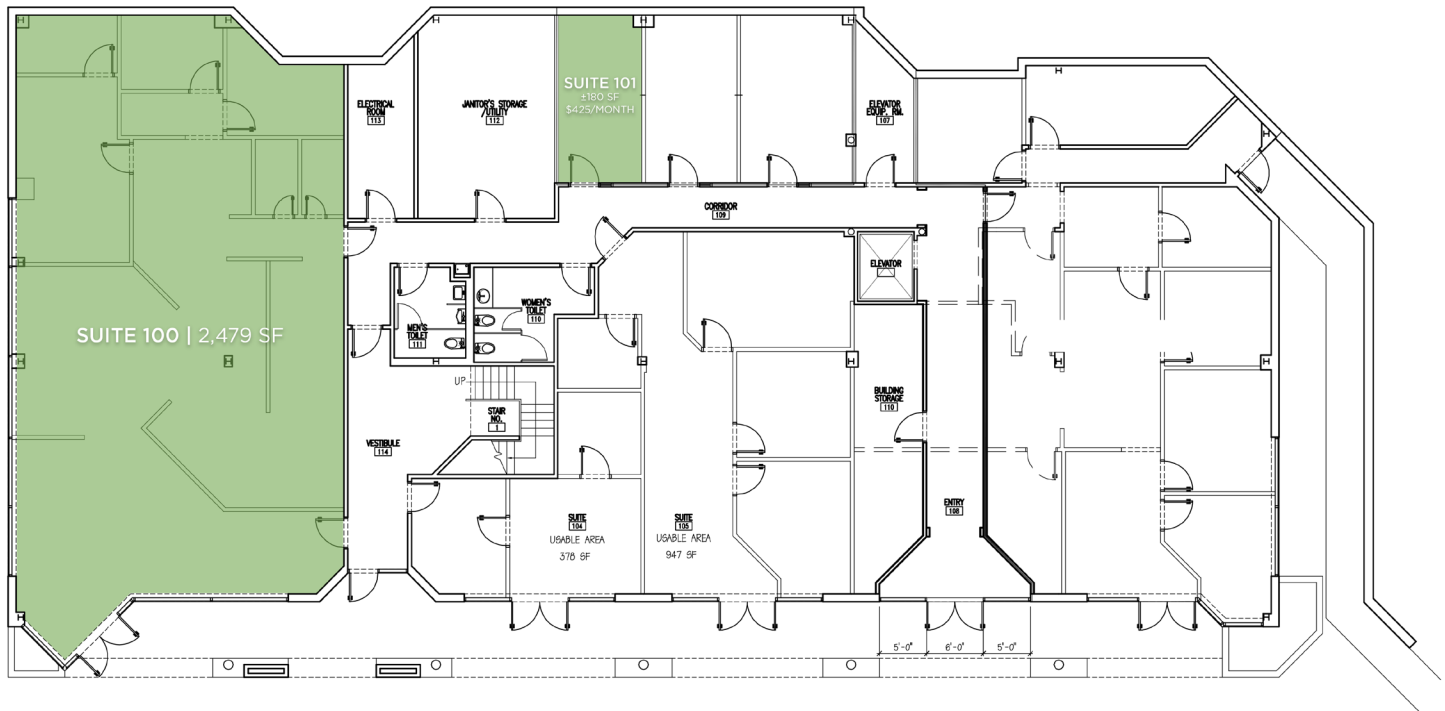 SUITE 101
±180 SF
$425/MONTH
ELECTRICAL
ROOM
113
JANITOR'S STORAGE
/UTILITY
112
ELEVATOR
EQUIP. RM.
107
CORRIDOR
109
ELEVATOR
WOMEN'S
TOILET
110
MEN'S
TOILET
111
SUITE 100 | 2,479 SF
UP
STAIR
NO.
1
BUILDING
STORAGE
110
VESTIBULE
114
ENTRY
108
SUITE
104
USABLE AREA
378 SF
SUITE
105
USABLE AREA
947 SF
5'-0"
6'-0"
5'-0"